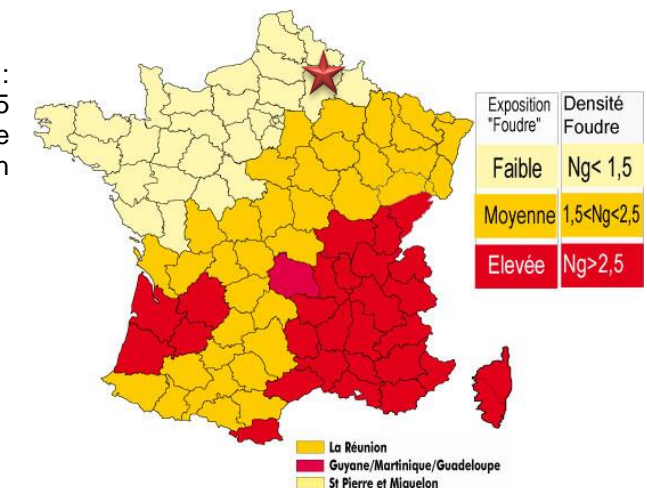 :
5
e
n
Exposition "Foudre"
Densité Foudre
Faible
Ng< 1,5
Moyenne
1,5<Ng<2,5
Elevée
Ng>2,5
La Réunion
Guyane/Martinique/Guadeloupe
St Pierre et Miquelon